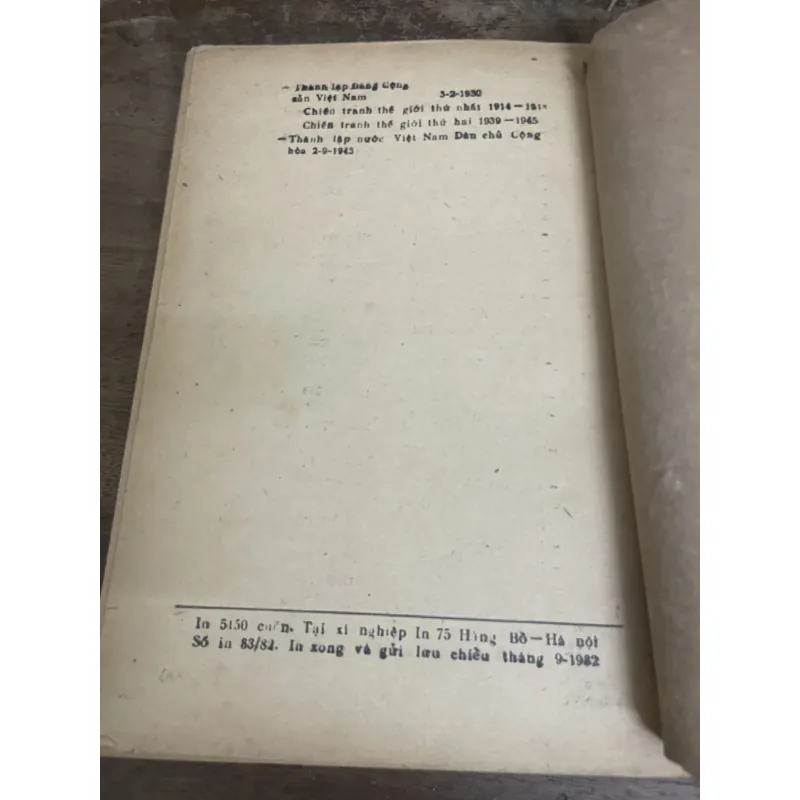 — Thành lập Đảng Cộng
sản Việt Nam 3-2-1930
Chiến tranh thế giới thứ nhất 1914 — 1918
Chiến tranh thế giới thứ hai 1939 — 1945
— Thành lập nước Việt Nam Dân chủ Cộng
hòa 2-9-1945
In 5150 cuốn. Tại xí nghiệp In 75 Hàng Bồ — Hà nội
Số in 83/82. In xong và gửi lưu chiểu tháng 9-1982